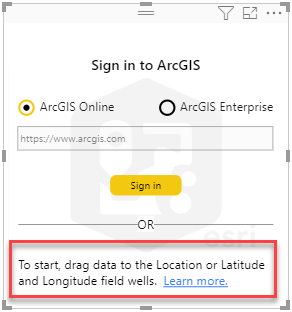 Sign in to ArcGIS
ArcGIS Online ArcGIS Enterprise
https://www.arcgis.com
Sign in
OR
esri
To start, drag data to the Location or Latitude
and Longitude field wells. Learn more.